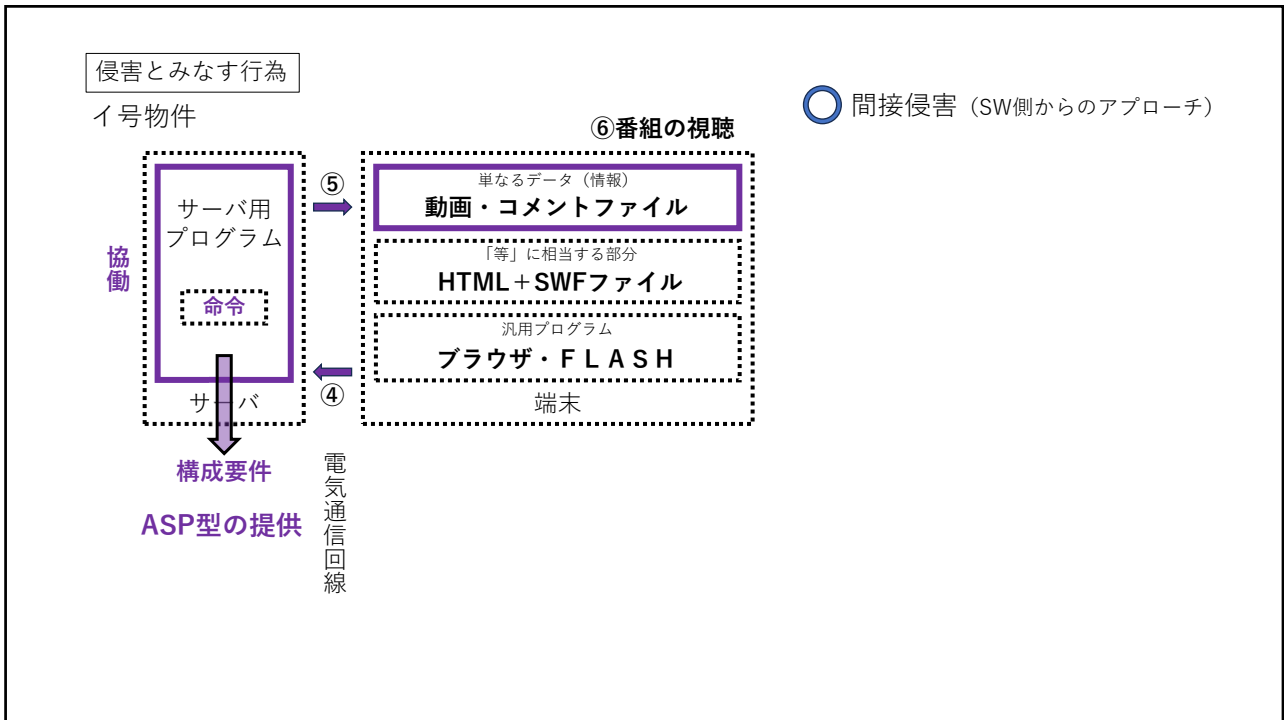 侵害とみなす行為
イ号物件
間接侵害（SW側からのアプローチ）
⑥番組の視聴
協働
サーバ用
プログラム
命令
サーバ
構成要件
ASP型の提供
⑤
④
電気通信回線
単なるデータ（情報）
動画・コメントファイル
「等」に相当する部分
HTML＋SWFファイル
汎用プログラム
ブラウザ・ＦＬＡＳＨ
端末